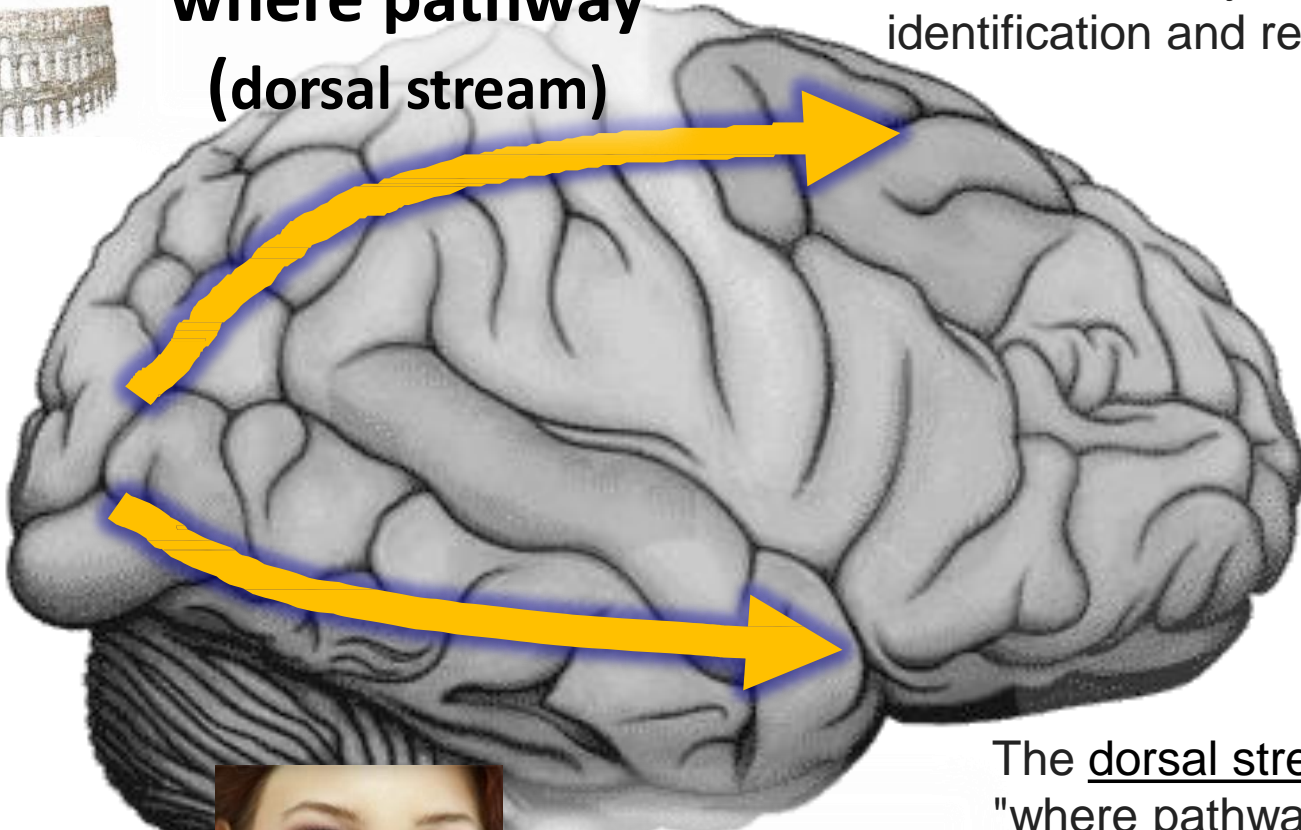 where pathway
(dorsal stream)
identification and re
The dorsal stre
"where pathwa